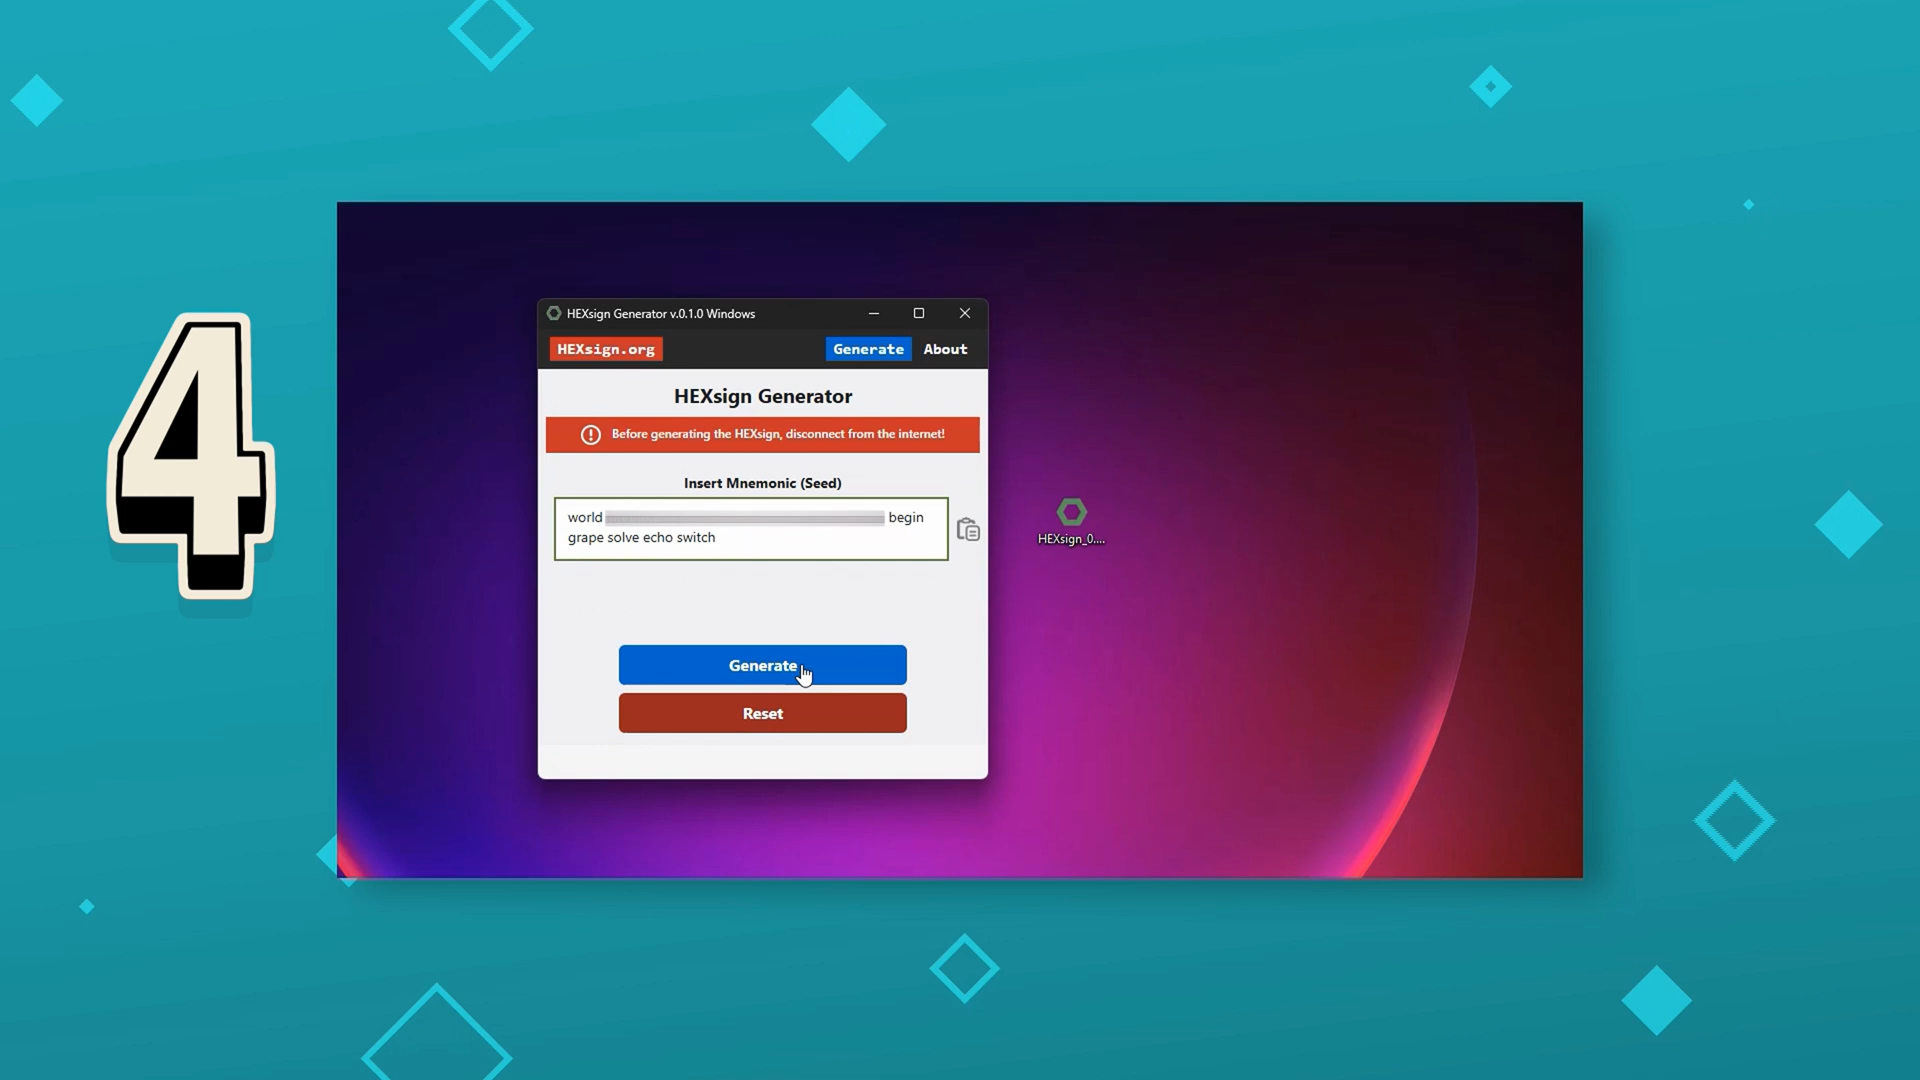 4
HEXsign Generator v.0.1.0 Windows
HEXsign.org Generate About
HEXsign Generator
Before generating the HEXsign, disconnect from the internet!
Insert Mnemonic (Seed)
world begin
grape solve echo switch
HEXsign_0....
Generate
Reset